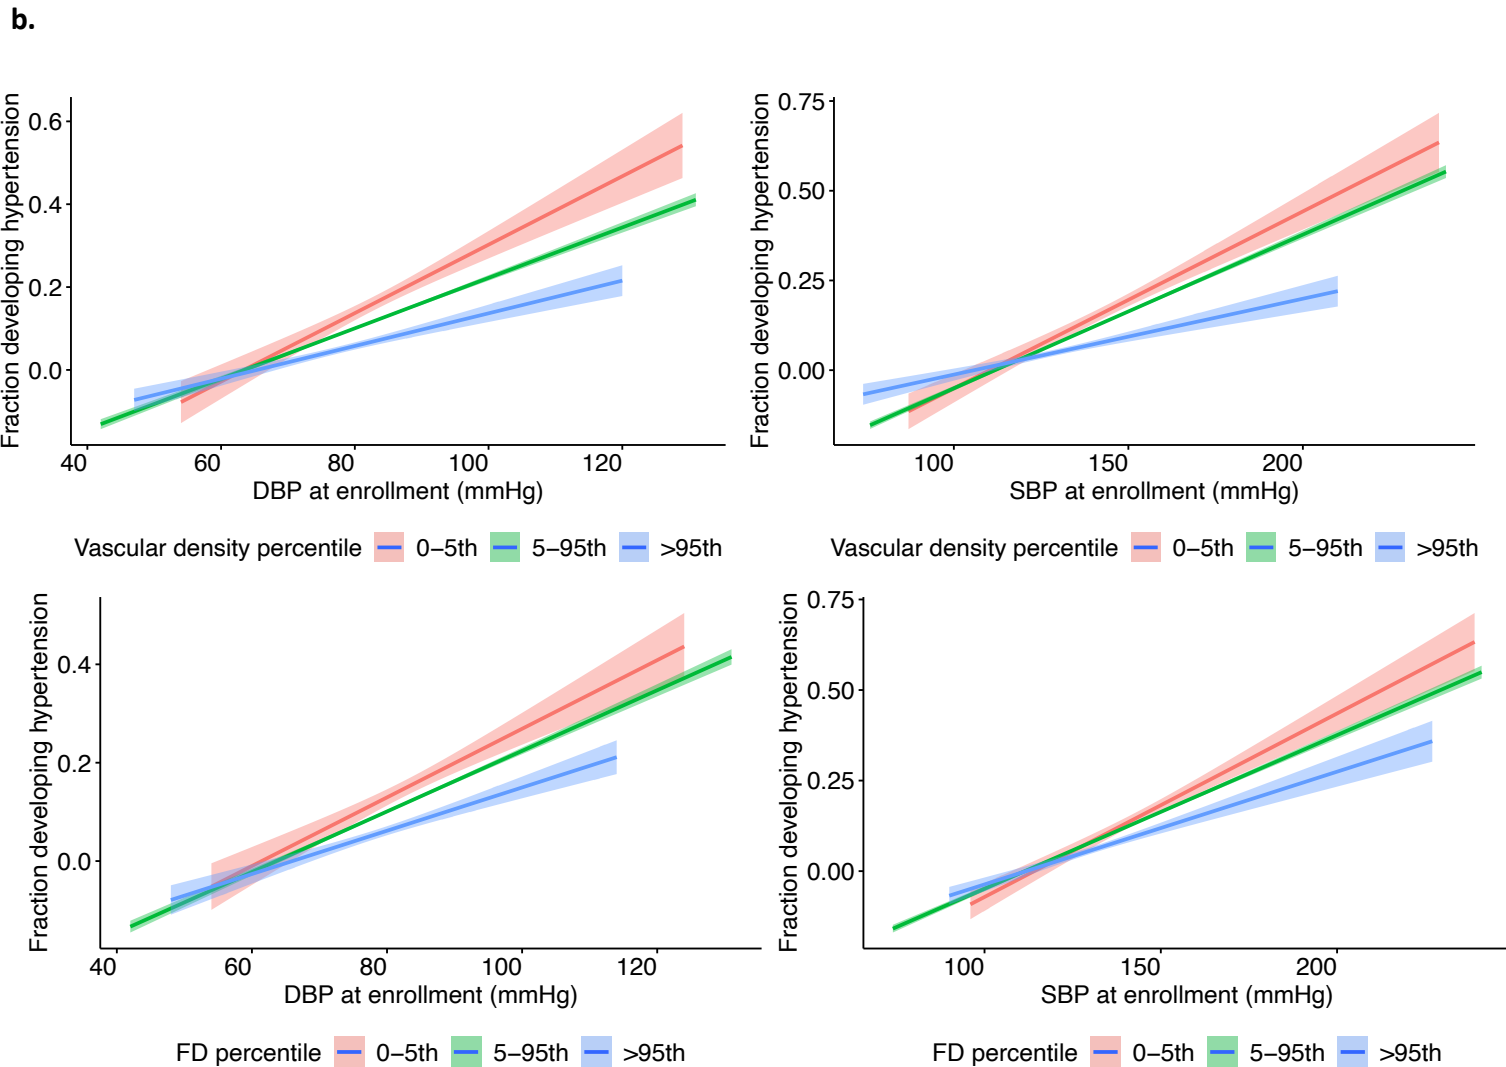 b.
Fraction developing hypertension
0.6
0.4
0.2
0.0
40 60 80 100 120
DBP at enrollment (mmHg)
Vascular density percentile 0–5th 5–95th >95th
Fraction developing hypertension
0.75
0.50
0.25
0.00
100 150 200
SBP at enrollment (mmHg)
Vascular density percentile 0–5th 5–95th >95th
Fraction developing hypertension
0.4
0.2
0.0
40 60 80 100 120
DBP at enrollment (mmHg)
FD percentile 0–5th 5–95th >95th
Fraction developing hypertension
0.75
0.50
0.25
0.00
100 150 200
SBP at enrollment (mmHg)
FD percentile 0–5th 5–95th >95th